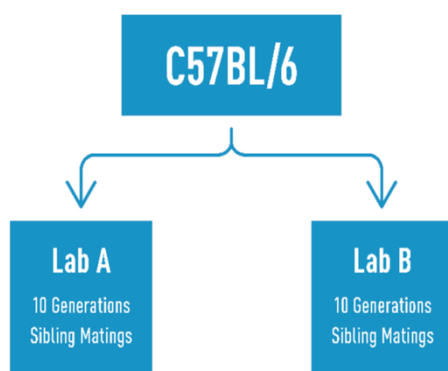 C57BL/6
Lab A
10 Generations
Sibling Matings
Lab B
10 Generations
Sibling Matings